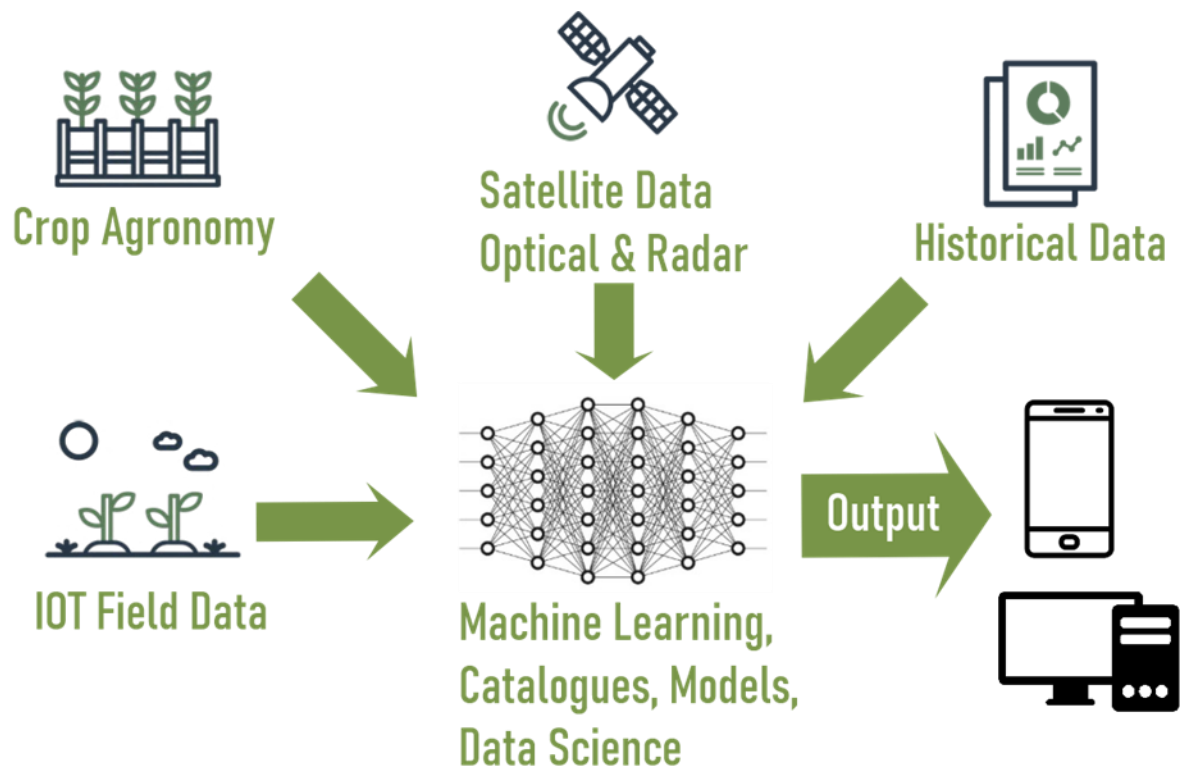 Crop Agronomy
Satellite Data
Optical & Radar
Historical Data
IOT Field Data
Machine Learning,
Catalogues, Models,
Data Science
Output